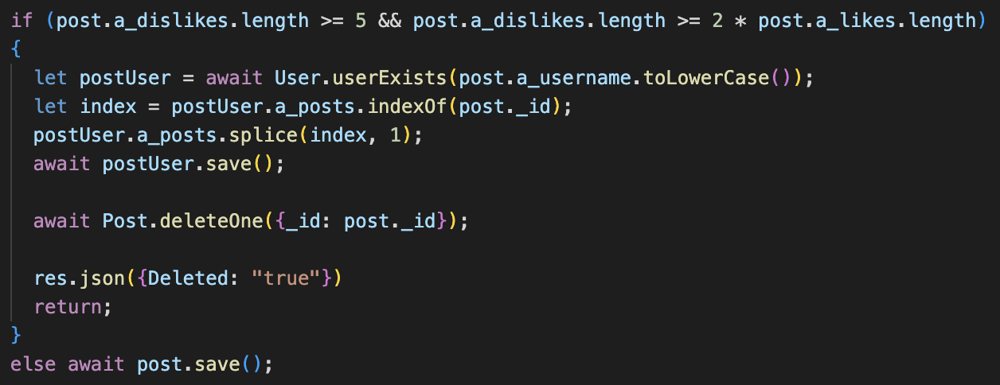 if (post.a_dislikes.length >= 5 && post.a_dislikes.length >= 2 * post.a_likes.length)
{
  let postUser = await User.userExists(post.a_username.toLowerCase());
  let index = postUser.a_posts.indexOf(post._id);
  postUser.a_posts.splice(index, 1);
  await postUser.save();

  await Post.deleteOne({_id: post._id});

  res.json({Deleted: "true"})
  return;
}
else await post.save();